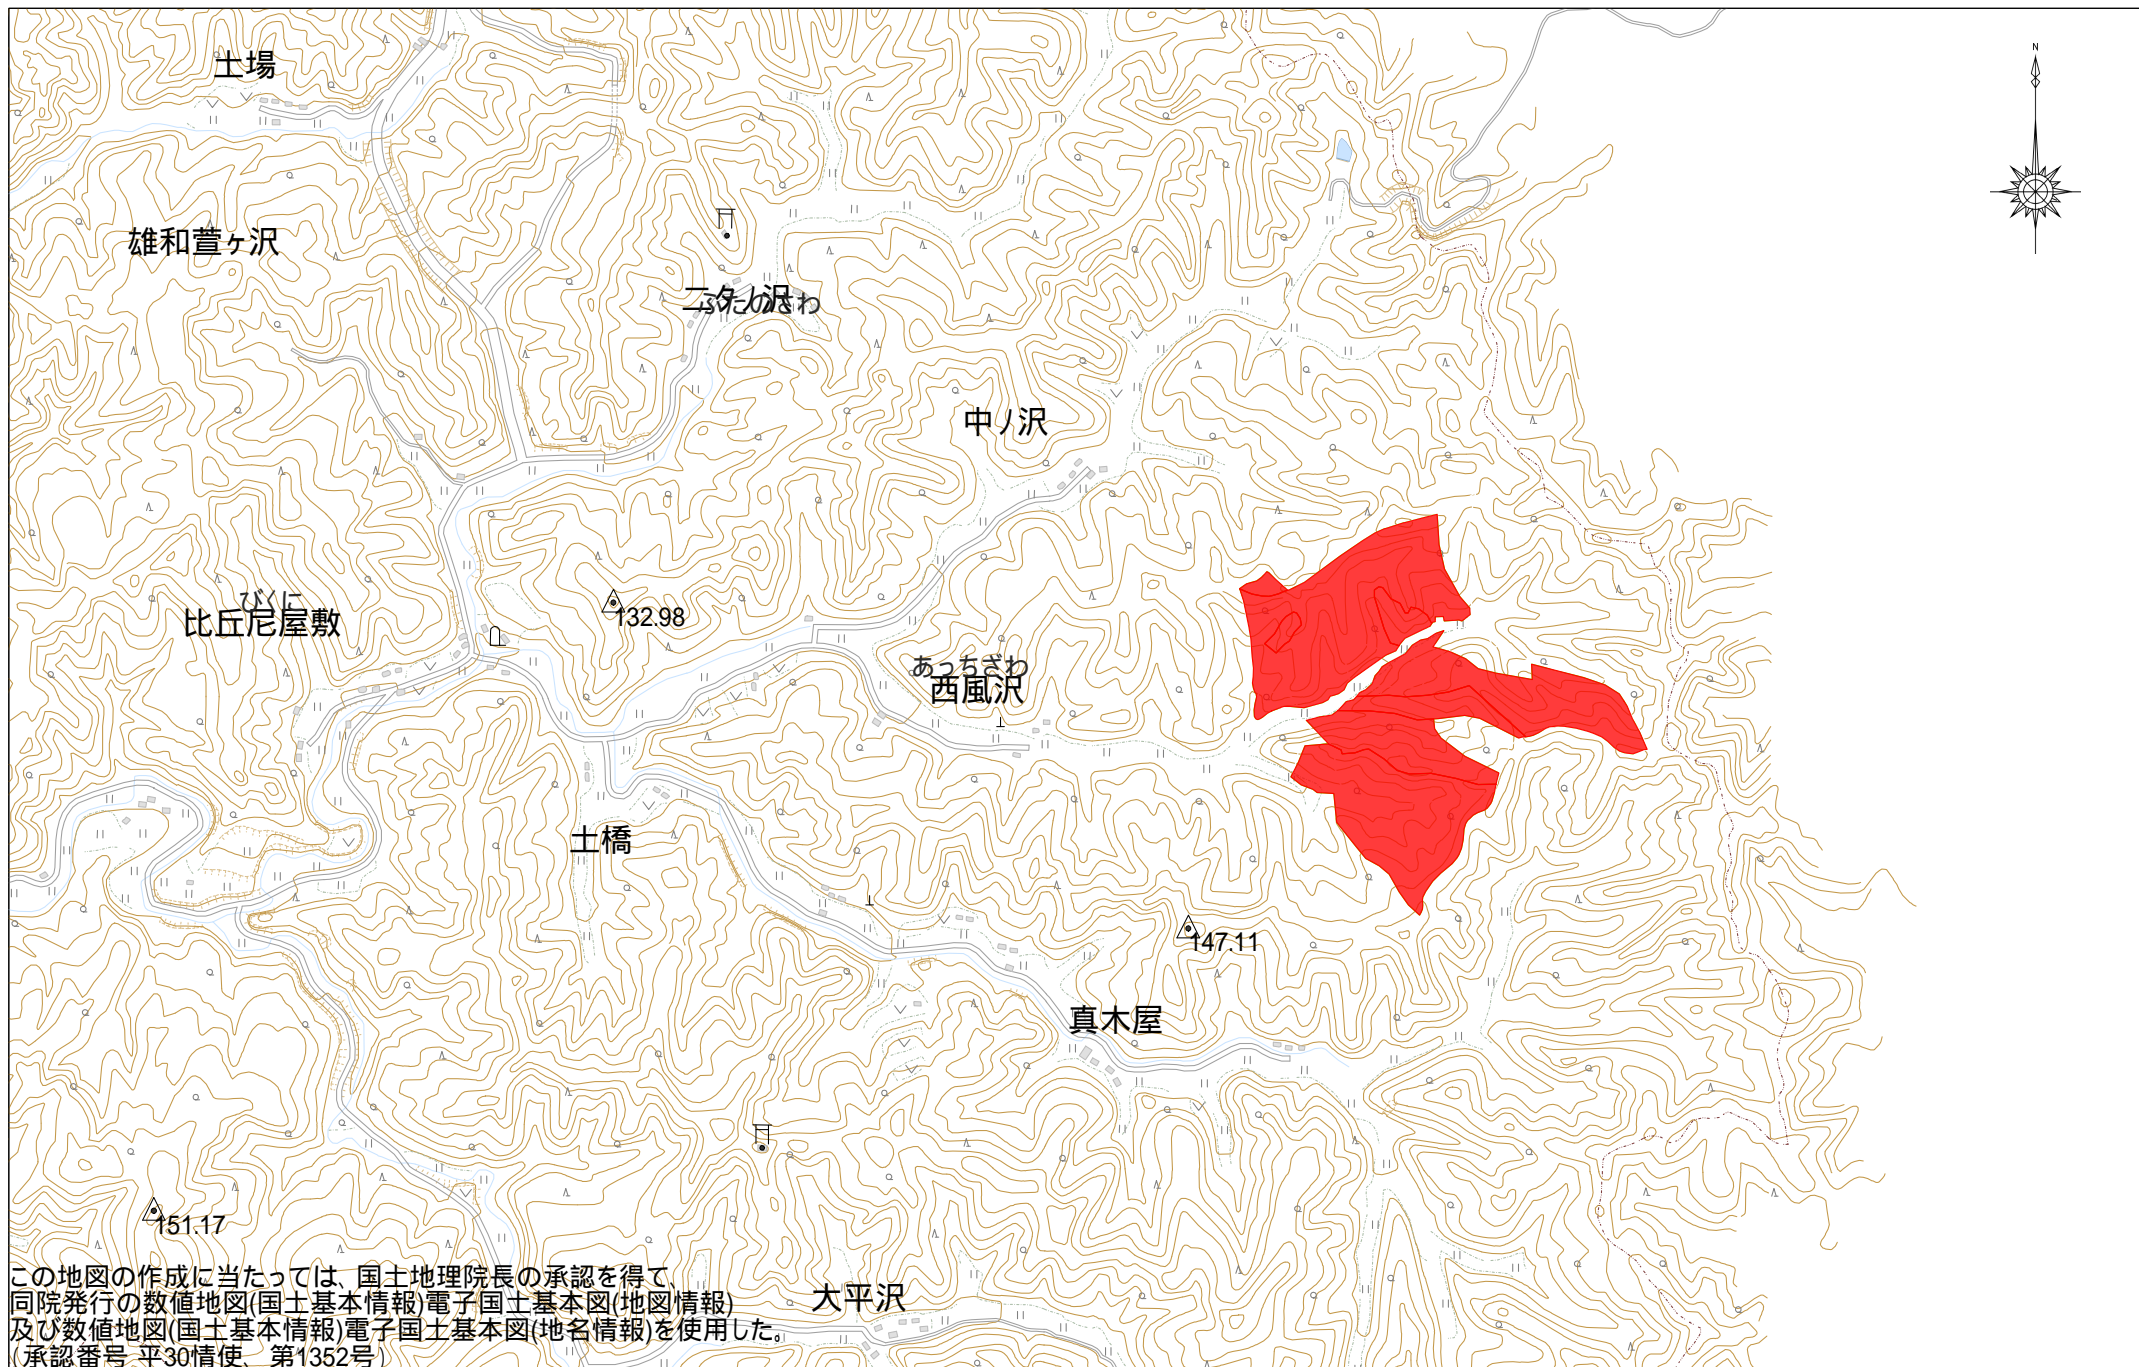 N
土場
雄和萱ヶ沢
二タノ沢
ふたのさわ
中ノ沢
びくに
比丘尼屋敷
132.98
あっちざわ
西風沢
土橋
147.11
真木屋
151.17
大平沢
この地図の作成に当たっては、国土地理院長の承認を得て、
同院発行の数値地図(国土基本情報)電子国土基本図(地図情報)
及び数値地図(国土基本情報)電子国土基本図(地名情報)を使用した。
(承認番号 平30情使、 第1352号)